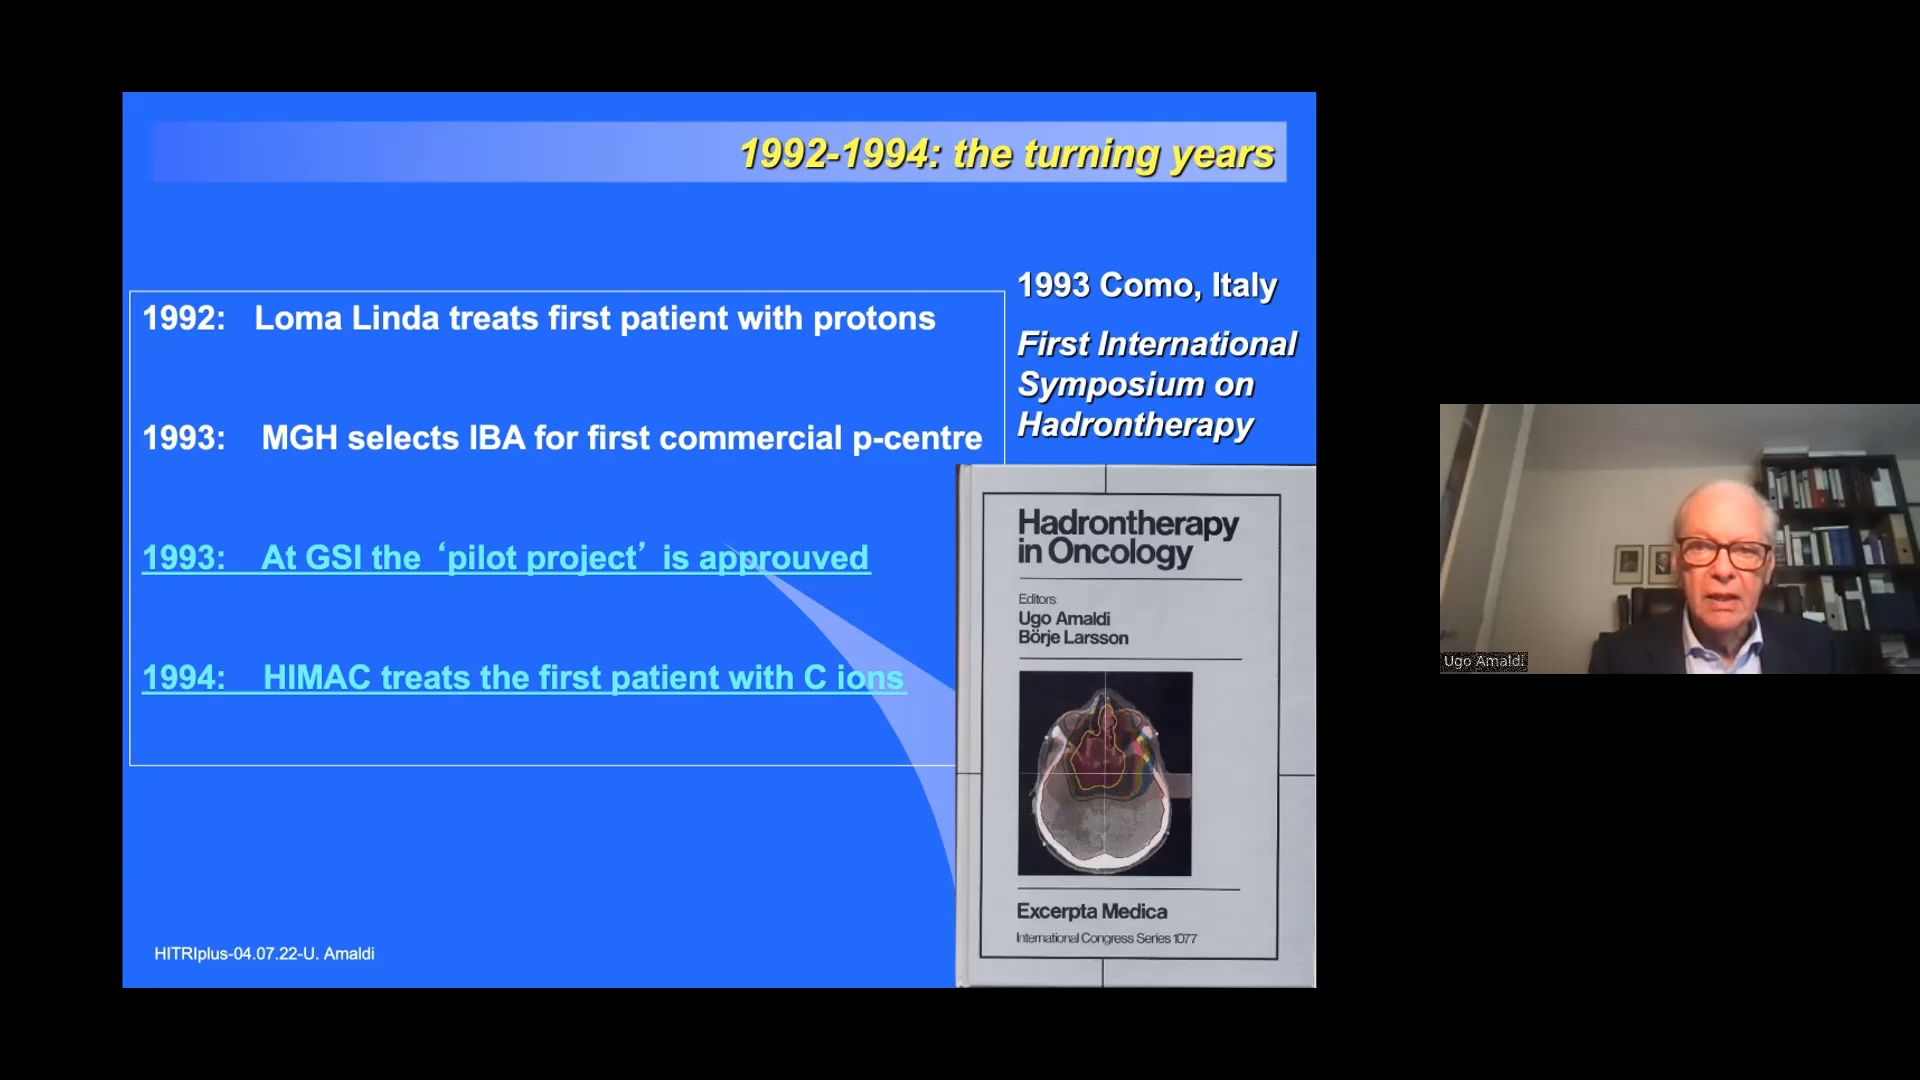 1992-1994: the turning years
1992: Loma Linda treats first patient with protons
1993: MGH selects IBA for first commercial p-centre
1993: At GSI the ‘pilot project’ is approuved
1994: HIMAC treats the first patient with C ions
1993 Como, Italy
First International
Symposium on
Hadrontherapy
Hadrontherapy
in Oncology
Editors:
Ugo Amaldi
Börje Larsson
Excerpta Medica
International Congress Series 1077
HITRIplus-04.07.22-U. Amaldi
Ugo Amaldi